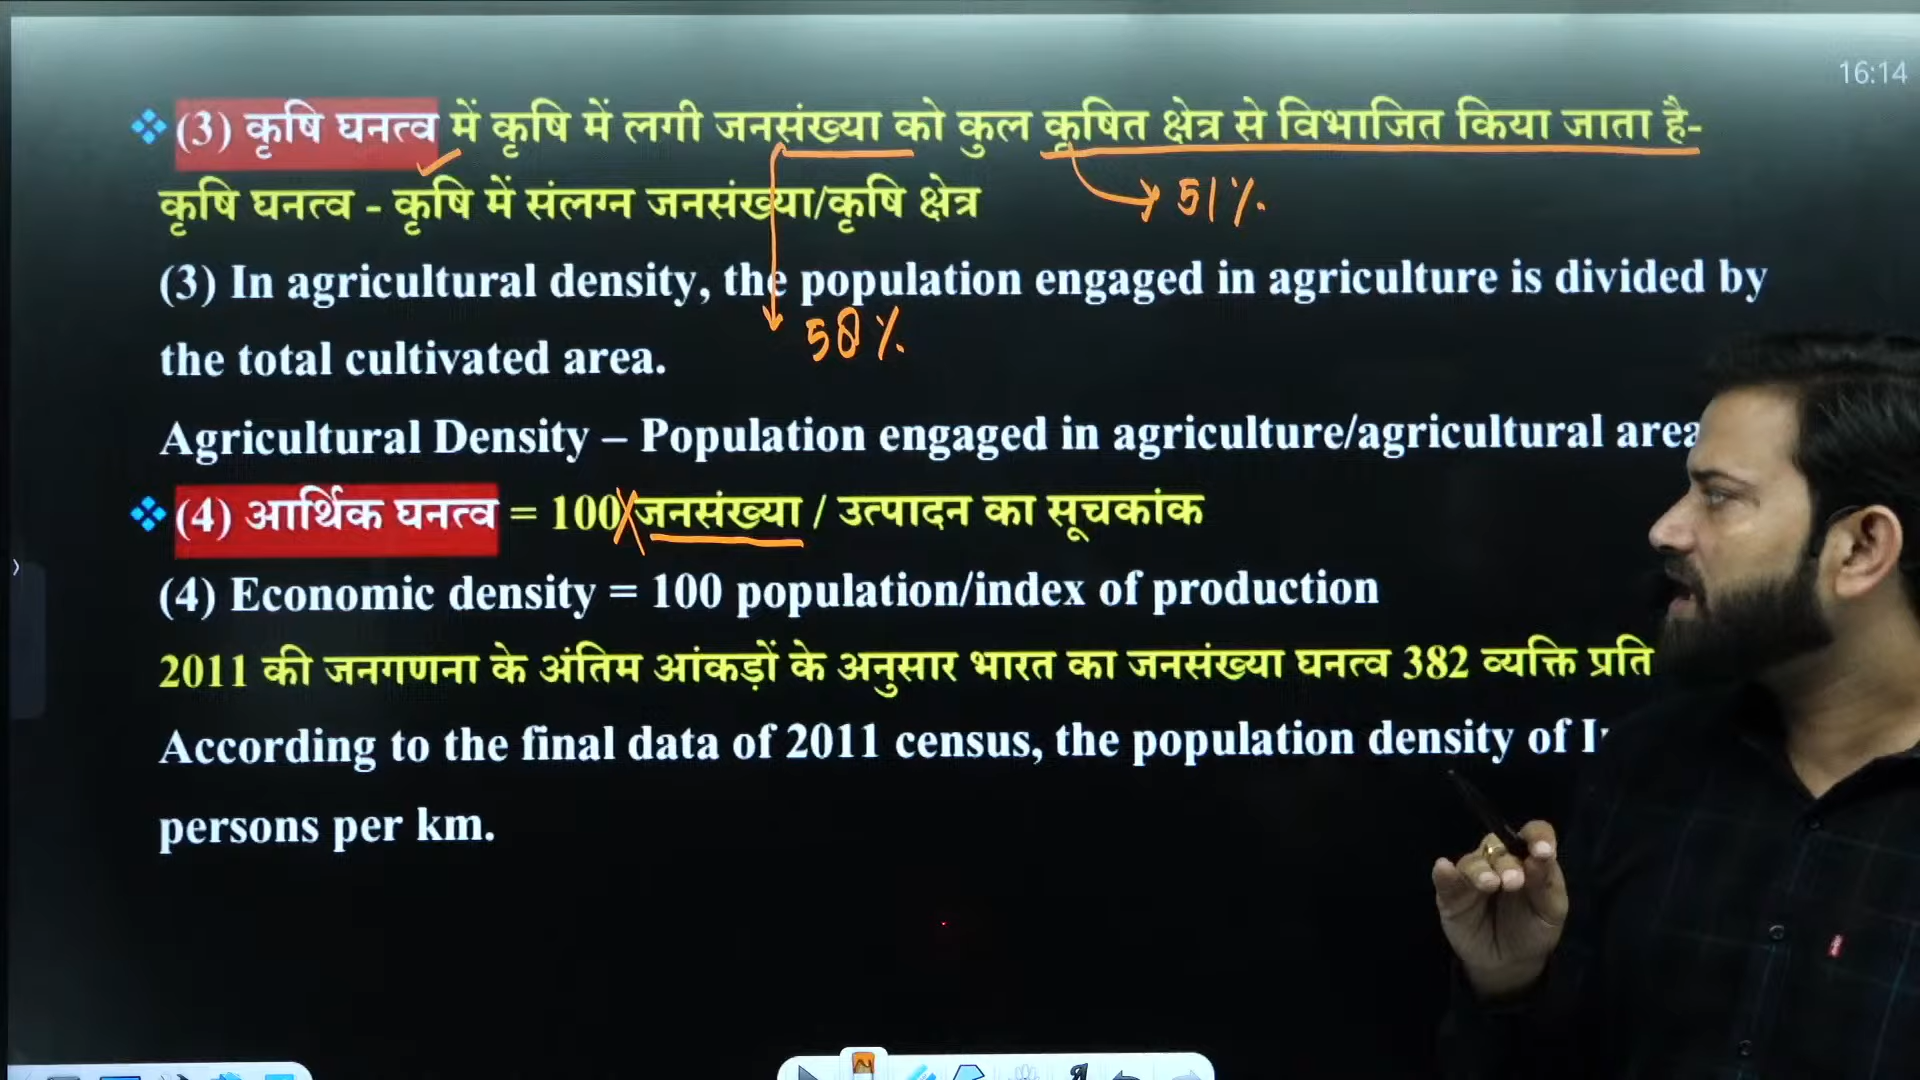 16:14
(3) कृषि घनत्व में कृषि में लगी जनसंख्या को कुल कृषित क्षेत्र से विभाजित किया जाता है-
कृषि घनत्व - कृषि में संलग्न जनसंख्या/कृषि क्षेत्र
51%
(3) In agricultural density, the population engaged in agriculture is divided by
58%
the total cultivated area.
Agricultural Density – Population engaged in agriculture/agricultural area
(4) आर्थिक घनत्व = 100 X जनसंख्या / उत्पादन का सूचकांक
(4) Economic density = 100 population/index of production
2011 की जनगणना के अंतिम आंकड़ों के अनुसार भारत का जनसंख्या घनत्व 382 व्यक्ति प्रति
According to the final data of 2011 census, the population density of
persons per km.